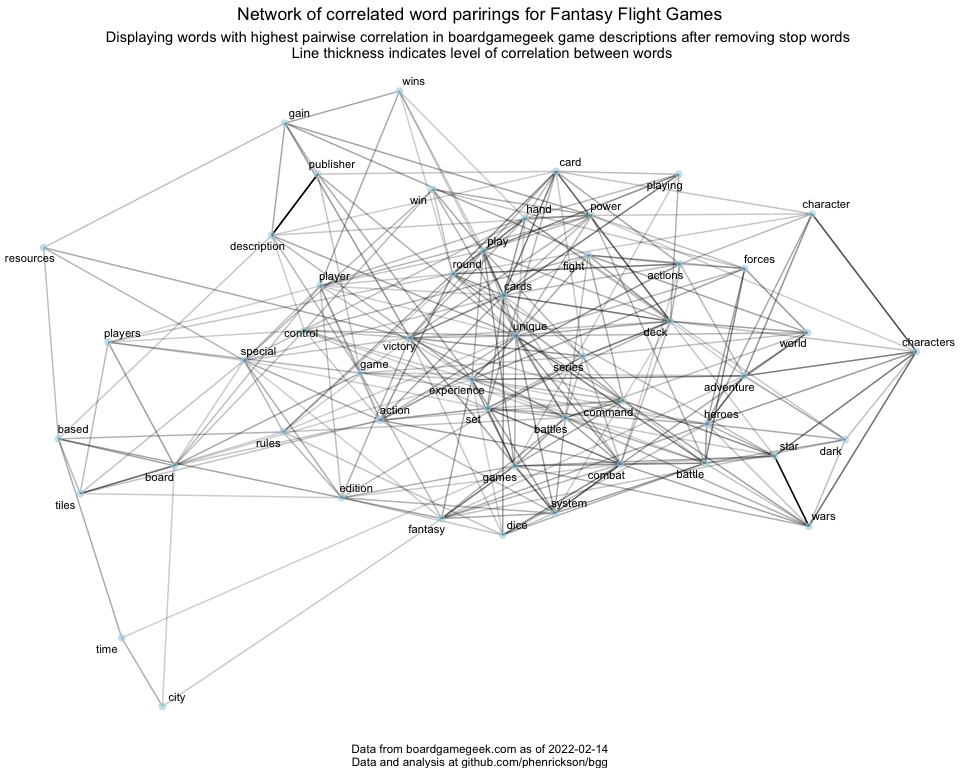 Network of correlated word parirings for Fantasy Flight Games
Displaying words with highest pairwise correlation in boardgamegeek game descriptions after removing stop words
Line thickness indicates level of correlation between words
wins
gain
publisher
card
playing
win
hand
power
character
description
play
resources
round
fight
actions
forces
player
cards
players
control
unique
deck
world
characters
victory
special
game
series
experience
adventure
action
set
command
heroes
battles
based
rules
star
dark
board
games
combat
battle
tiles
edition
system
wars
fantasy
dice
time
city
Data from boardgamegeek.com as of 2022-02-14
Data and analysis at github.com/phenrickson/bgg